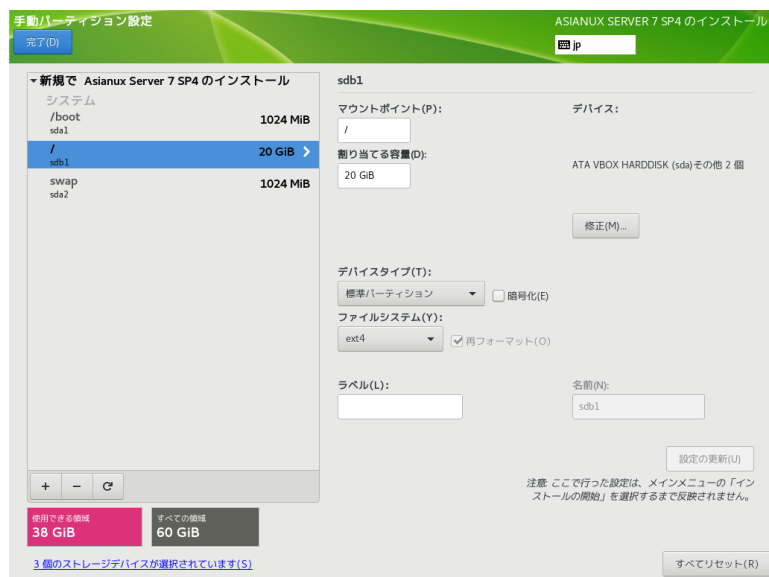 手動パーティション設定
ASIANUX SERVER 7 SP4 のインストール
完了(D)
jp
新規で Asianux Server 7 SP4 のインストール
システム
/boot
sda1
1024 MiB
/
sdb1
20 GiB
swap
sda2
1024 MiB
+ −
使用できる領域
38 GiB
すべての領域
60 GiB
3 個のストレージデバイスが選択されています(S)
sdb1
マウントポイント(P):
/
割り当てる容量(D):
20 GiB
デバイス:
ATA VBOX HARDDISK (sda)その他 2 個
修正(M)...
デバイスタイプ(T):
標準パーティション
暗号化(E)
ファイルシステム(Y):
ext4
再フォーマット(O)
ラベル(L):
名前(N):
sdb1
設定の更新(U)
注意: ここで行った設定は、メインメニューの「イン
ストールの開始」を選択するまで反映されません。
すべてリセット(R)